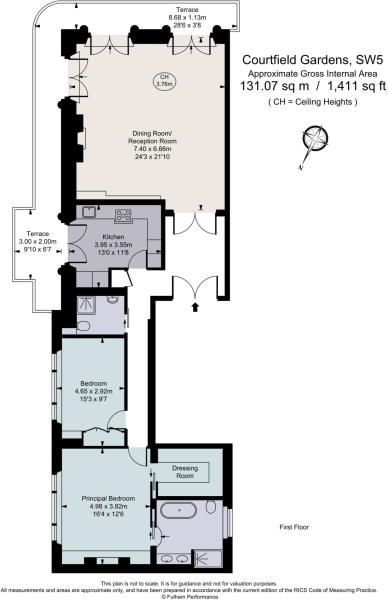 Terrace
8.68 x 1.13m
28'6 x 3'8
Courtfield Gardens, SW5
Approximate Gross Internal Area
131.07 sq m / 1,411 sq ft
( CH = Ceiling Heights )
CH
3.76m
N
Dining Room/
Reception Room
7.40 x 6.66m
24'3 x 21'10
Terrace
3.00 x 2.00m
9'10 x 6'7
Kitchen
3.95 x 3.55m
13'0 x 11'8
Bedroom
4.65 x 2.92m
15'3 x 9'7
Dressing
Room
Principal Bedroom
4.98 x 3.82m
16'4 x 12'6
First Floor
This plan is not to scale. It is for guidance and not for valuation purposes.
All measurements and areas are approximate only, and have been prepared in accordance with the current edition of the RICS Code of Measuring Practice.
© Fulham Performance